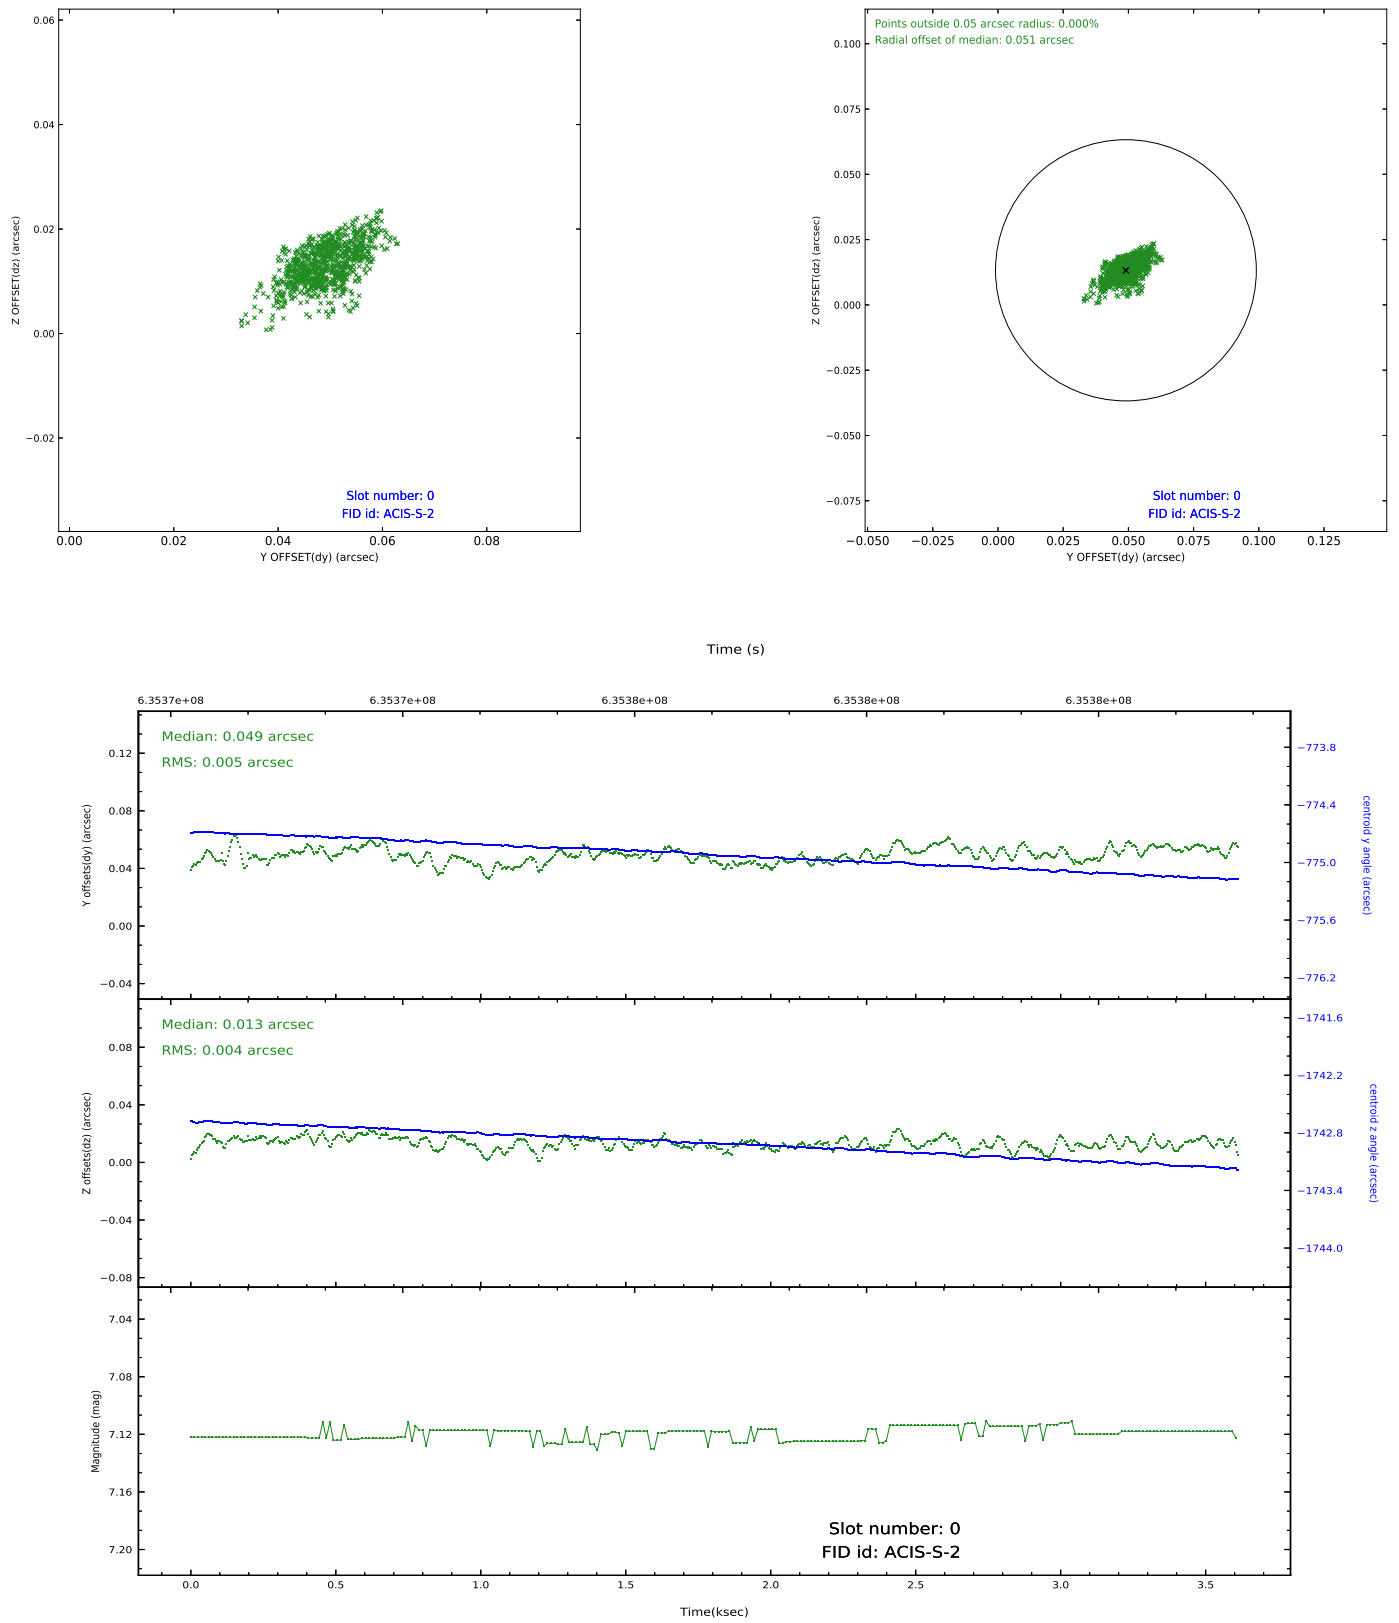 0.06
0.04
0.02
0.00
−0.02
Z OFFSET(dz) (arcsec)
Slot number: 0
FID id: ACIS-S-2
0.00 0.02 0.04 0.06 0.08
Y OFFSET(dy) (arcsec)
Points outside 0.05 arcsec radius: 0.000%
Radial offset of median: 0.051 arcsec
0.100
0.075
0.050
0.025
0.000
−0.025
−0.050
−0.075
Z OFFSET(dz) (arcsec)
Slot number: 0
FID id: ACIS-S-2
−0.050 −0.025 0.000 0.025 0.050 0.075 0.100 0.125
Y OFFSET(dy) (arcsec)
Time (s)
6.3537e+08 6.3537e+08 6.3538e+08 6.3538e+08 6.3538e+08
Median: 0.049 arcsec
RMS: 0.005 arcsec
0.12
0.08
0.04
0.00
−0.04
Y offsets(dy) (arcsec)
−773.8
−774.4
−775.0
−775.6
−776.2
centroid y angle (arcsec)
Median: 0.013 arcsec
RMS: 0.004 arcsec
0.08
0.04
0.00
−0.04
−0.08
Z offsets(dz) (arcsec)
−1741.6
−1742.2
−1742.8
−1743.4
−1744.0
centroid z angle (arcsec)
7.04
7.08
7.12
7.16
7.20
Magnitude (mag)
Slot number: 0
FID id: ACIS-S-2
0.0 0.5 1.0 1.5 2.0 2.5 3.0 3.5
Time(ksec)